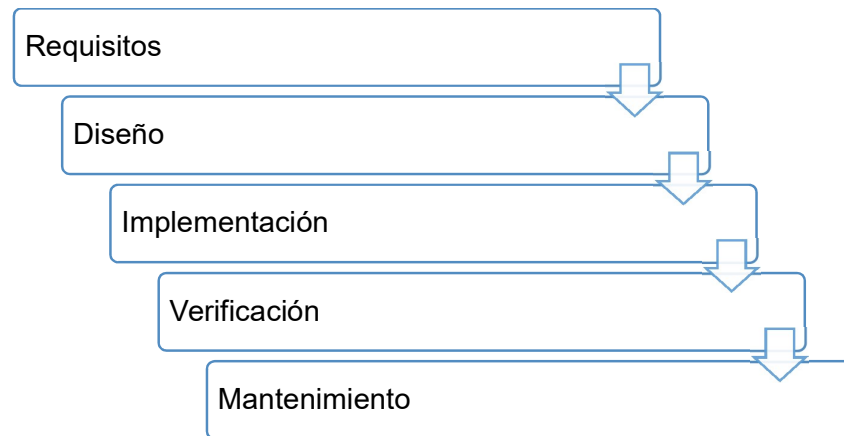 Requisitos
Diseño
Implementación
Verificación
Mantenimiento